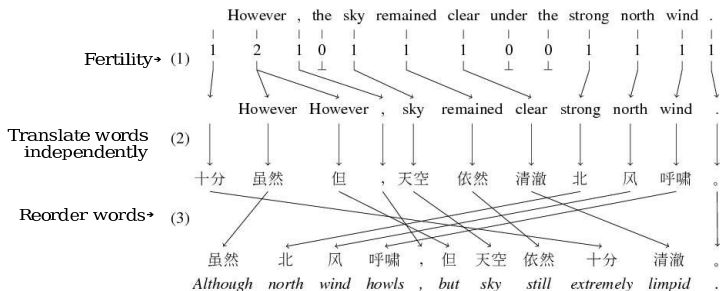 However , the sky remained clear under the strong north wind .
Fertility (1) 1 2 1 0 1 1 1 0 0 1 1 1 1
However However , sky remained clear strong north wind .
Translate words
independently (2)
十分 虽然 但 , 天空 依然 清澈 北 风 呼啸 。
Reorder words (3)
虽然 北 风 呼啸 , 但 天空 依然 十分 清澈 。
Although north wind howls , but sky still extremely limpid .